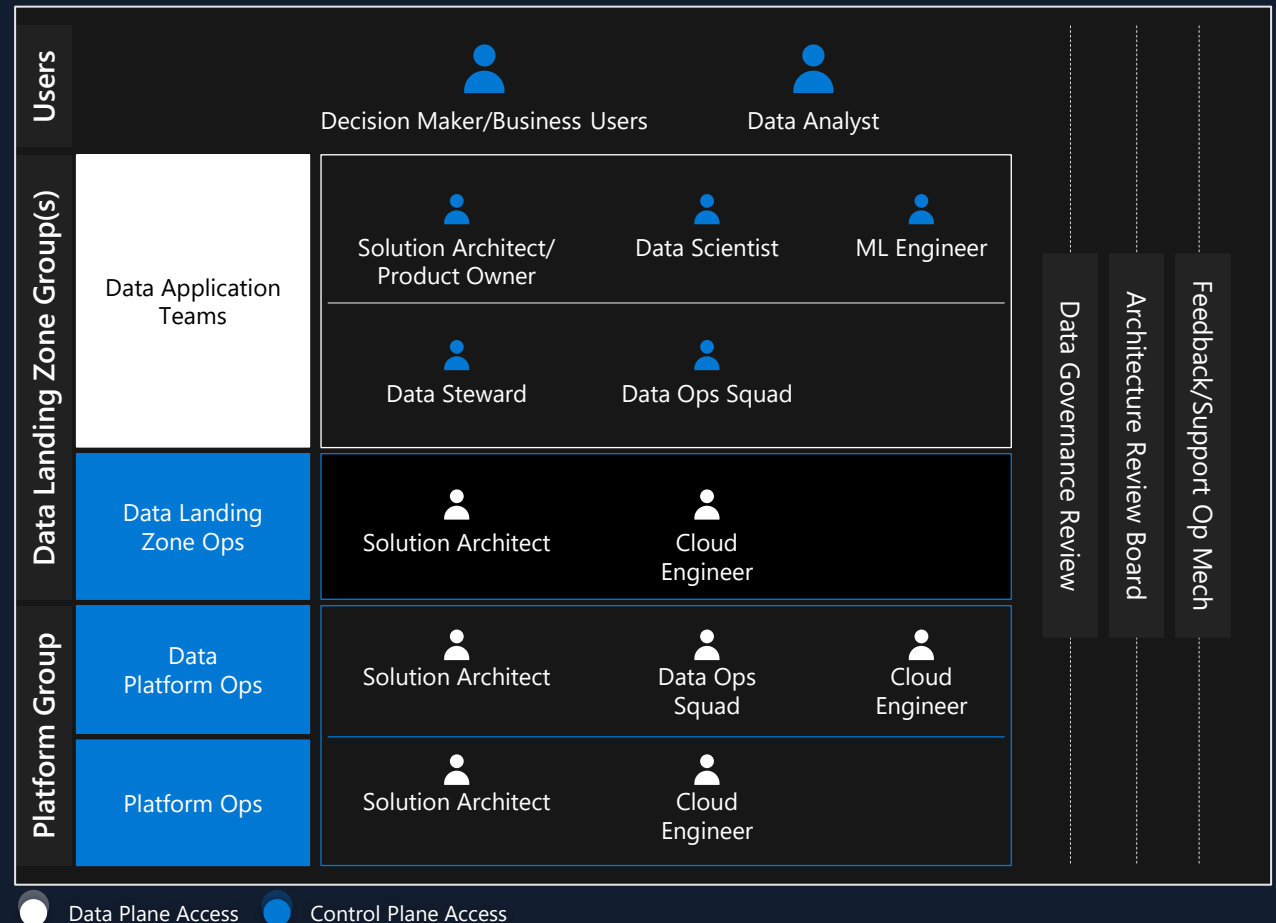 Users
Decision Maker/Business Users
Data Analyst
Data Landing Zone Group(s)
Data Application
Teams
Solution Architect/
Product Owner
Data Scientist
ML Engineer
Data Steward
Data Ops Squad
Data Landing
Zone Ops
Solution Architect
Cloud
Engineer
Platform Group
Data
Platform Ops
Solution Architect
Data Ops
Squad
Cloud
Engineer
Platform Ops
Solution Architect
Cloud
Engineer
Data Governance Review
Architecture Review Board
Feedback/Support Op Mech
Data Plane Access
Control Plane Access